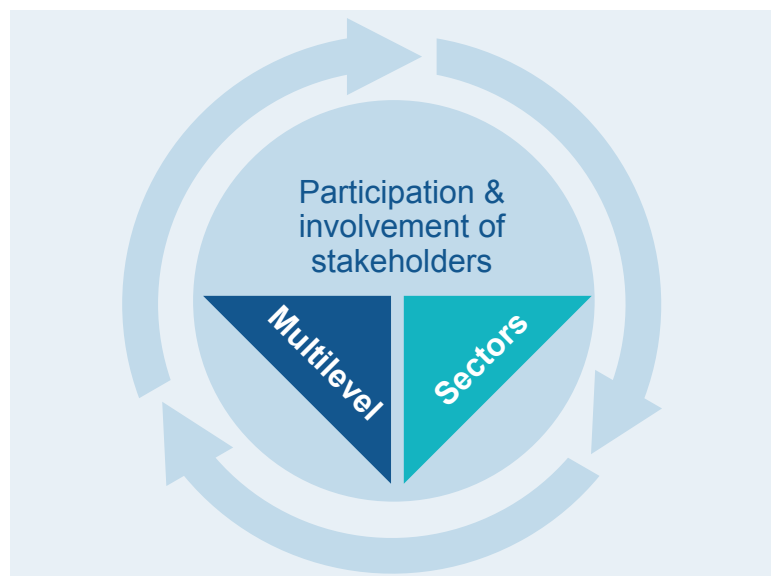 Participation &
involvement of
stakeholders
Multilevel
Sectors